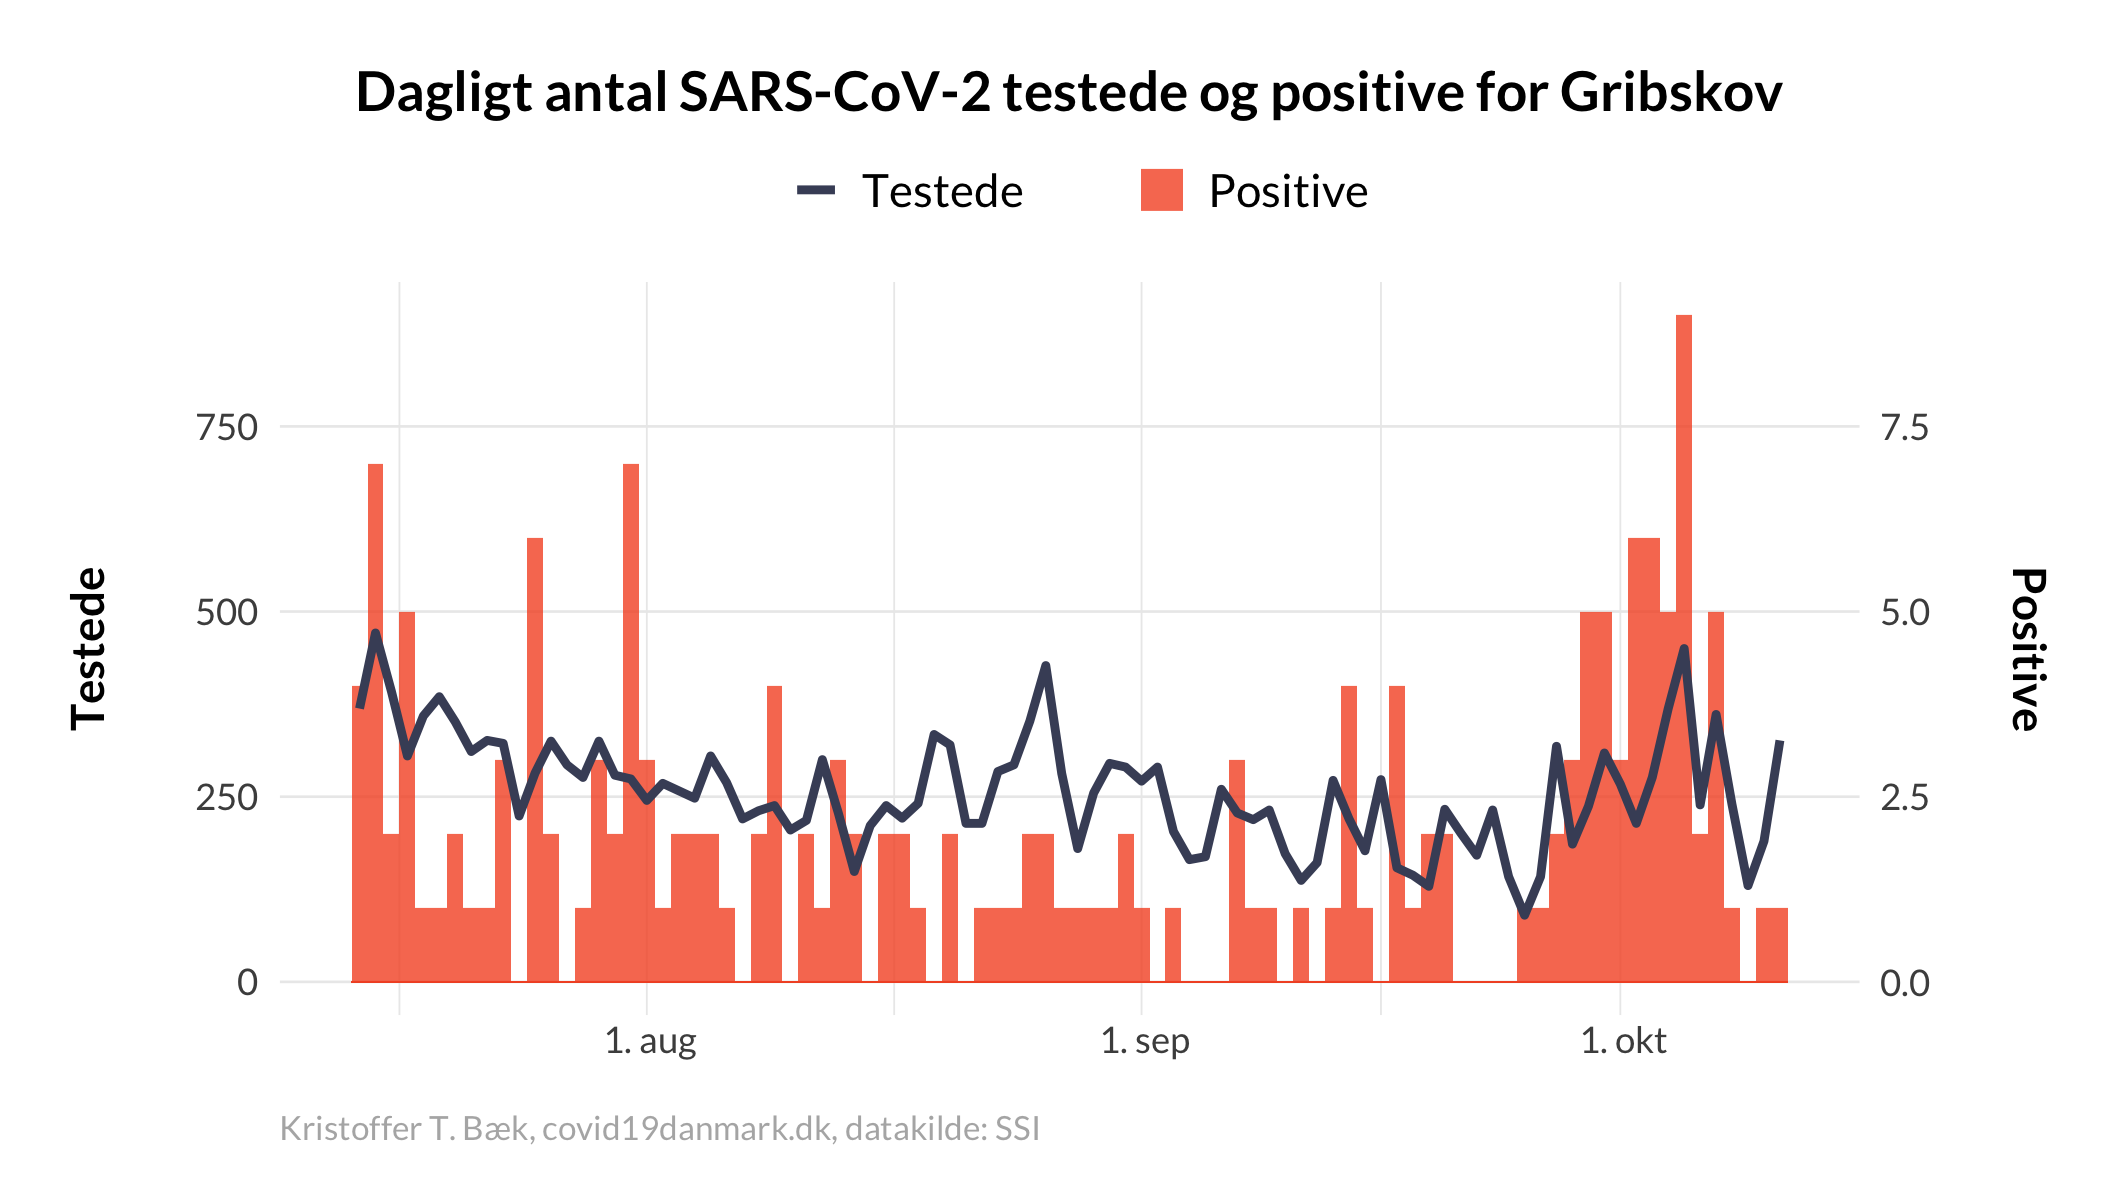 Dagligt antal SARS-CoV-2 testede og positive for Gribskov
Testede Positive
750 7.5
500 5.0
250 2.5
0 0.0
Testede
Positive
1. aug 1. sep 1. okt
Kristoffer T. Bæk, covid19danmark.dk, datakilde: SSI